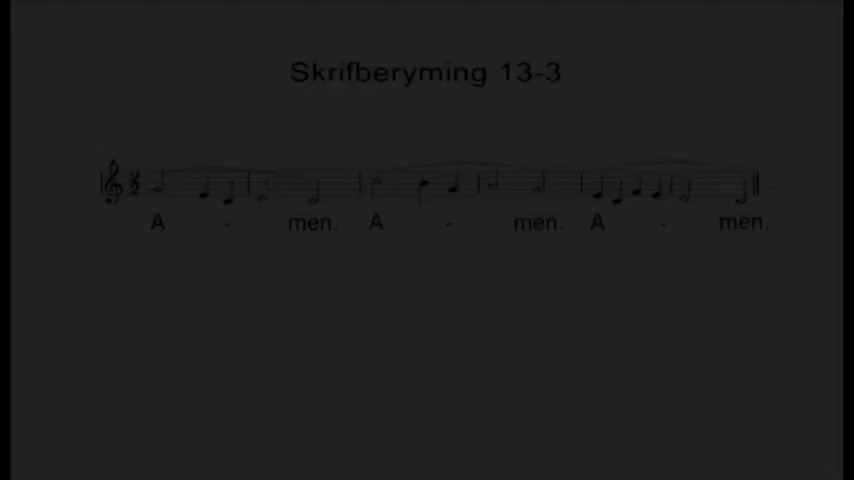 Skrifberyming 13-3
A - men. A - men. A - men.